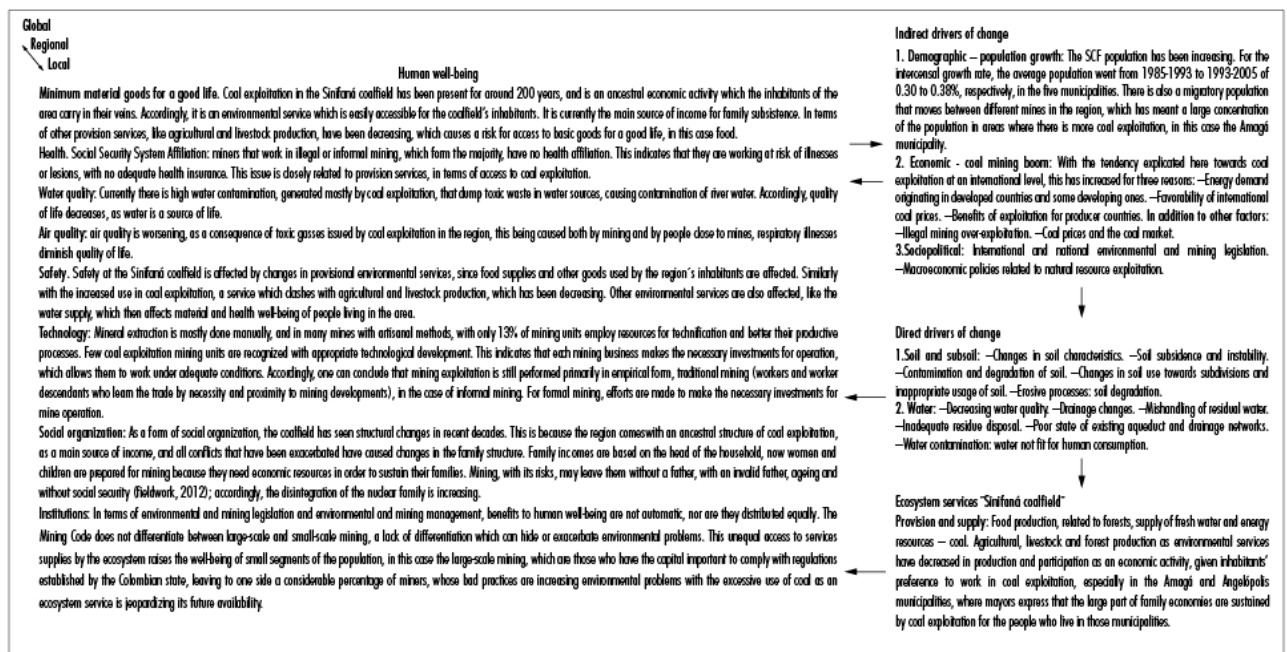 Global
Regional
Local
Human well-being
Minimum material goods for a good life. Coal exploitation in the Sinifaná coalfield has been present for around 200 years, and is an ancestral economic activity which the inhabitants of the
area carry in their veins. Accordingly, it is an environmental service which is easily accessible for the coalfield's inhabitants. It is currently the main source of income for family subsistence. In terms
of other provision services, like agricultural and livestock production, have been decreasing, which causes a risk for access to basic goods for a good life, in this case food.
Health. Social Security System Affiliation: miners that work in illegal or informal mining, which form the majority, have no health affiliation. This indicates that they are working at risk of illnesses
or lesions, with no adequate health insurance. This issue is closely related to provision services, in terms of access to coal exploitation.
Water quality: Currently there is high water contamination, generated mostly by coal exploitation, that dump toxic waste in water sources, causing contamination of river water. Accordingly, quality
of life decreases, as water is a source of life.
Air quality: air quality is worsening, as a consequence of toxic gasses issued by coal exploitation in the region, this being caused both by mining and by people close to mines, respiratory illnesses
diminish quality of life.
Safety. Safety at the Sinifaná coalfield is affected by changes in provisional environmental services, since food supplies and other goods used by the region´s inhabitants are affected. Similarly
with the increased use in coal exploitation, a service which clashes with agricultural and livestock production, which has been decreasing. Other environmental services are also affected, like the
water supply, which then affects material and health well-being of people living in the area.
Technology: Mineral extraction is mostly done manually, and in many mines with artisanal methods, with only 13% of mining units employ resources for technification and better their productive
processes. Few coal exploitation mining units are recognized with appropriate technological development. This indicates that each mining business makes the necessary investments for operation,
which allows them to work under adequate conditions. Accordingly, one can conclude that mining exploitation is still performed primarily in empirical form, traditional mining (workers and worker
descendants who learn the trade by necessity and proximity to mining developments), in the case of informal mining. For formal mining, efforts are made to make the necessary investments for
mine operation.
Social organization: As a form of social organization, the coalfield has seen structural changes in recent decades. This is because the region comeswith an ancestral structure of coal exploitation,
as a main source of income, and all conflicts that have been exacerbated have caused changes in the family structure. Family incomes are based on the head of the household, now women and
children are prepared for mining because they need economic resources in order to sustain their families. Mining, with its risks, may leave them without a father, with an invalid father, ageing and
without social security (fieldwork, 2012); accordingly, the disintegration of the nuclear family is increasing.
Institutions: In terms of environmental and mining legislation and environmental and mining management, benefits to human well-being are not automatic, nor are they distributed equally. The
Mining Code does not differentiate between large-scale and small-scale mining, a lack of differentiation which can hide or exacerbate environmental problems. This unequal access to services
supplies by the ecosystem raises the well-being of small segments of the population, in this case the large-scale mining, which are those who have the capital important to comply with regulations
established by the Colombian state, leaving to one side a considerable percentage of miners, whose bad practices are increasing environmental problems with the excessive use of coal as an
ecosystem service is jeopardizing its future availability.
Indirect drivers of change
1. Demographic – population growth: The SCF population has been increasing. For the
intercensal growth rate, the average population went from 1985-1993 to 1993-2005 of
0.30 to 0.38%, respectively, in the five municipalities. There is also a migratory population
that moves between different mines in the region, which has meant a large concentration
of the population in areas where there is more coal exploitation, in this case the Amagá
municipality.
2. Economic - coal mining boom: With the tendency explicated here towards coal
exploitation at an international level, this has increased for three reasons: –Energy demand
originating in developed countries and some developing ones. –Favorability of international
coal prices. –Benefits of exploitation for producer countries. In addition to other factors:
–Illegal mining over-exploitation. –Coal prices and the coal market.
3.Sociopolitical: International and national environmental and mining legislation.
–Macroeconomic policies related to natural resource exploitation.
Direct drivers of change
1.Soil and subsoil: –Changes in soil characteristics. –Soil subsidence and instability.
–Contamination and degradation of soil. –Changes in soil use towards subdivisions and
inappropriate usage of soil. –Erosive processes: soil degradation.
2. Water: –Decreasing water quality. –Drainage changes. –Mishandling of residual water.
–Inadequate residue disposal. –Poor state of existing aqueduct and drainage networks.
–Water contamination: water not fit for human consumption.
Ecosystem services "Sinifaná coalfield"
Provision and supply: Food production, related to forests, supply of fresh water and energy
resources – coal. Agricultural, livestock and forest production as environmental services
have decreased in production and participation as an economic activity, given inhabitants'
preference to work in coal exploitation, especially in the Amagá and Angelópolis
municipalities, where mayors express that the large part of family economies are sustained
by coal exploitation for the people who live in those municipalities.